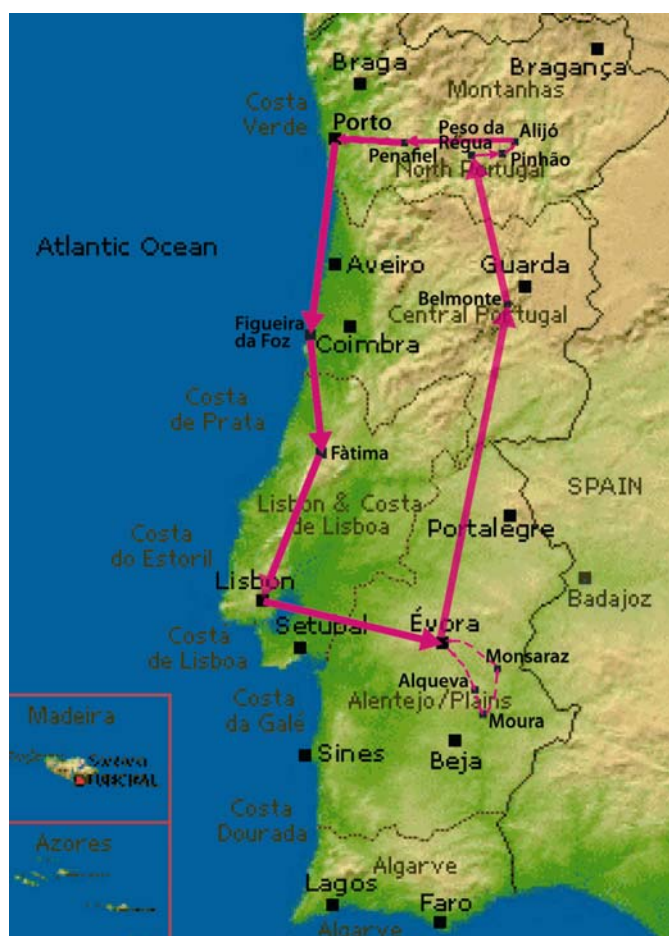 Braga
Bragança
Montanhas
Costa
Verde
Porto
Peso da
Régua
Alijó
Penafiel
Pinhão
North Portugal
Atlantic Ocean
Aveiro
Guarda
Belmonte
Central Portugal
Figueira
da Foz
Coimbra
Costa
de Prata
Fàtima
SPAIN
Lisbon & Costa
de Lisboa
Portalegre
Costa
do Estoril
Lisbon
Badajoz
Setubal
Évora
Costa
de Lisboa
Monsaraz
Alqueva
Alentejo/Plains
Moura
Madeira
Costa
da Galé
FUNCHAL
Sines
Beja
Costa
Dourada
Azores
Algarve
Lagos
Faro
Algarve